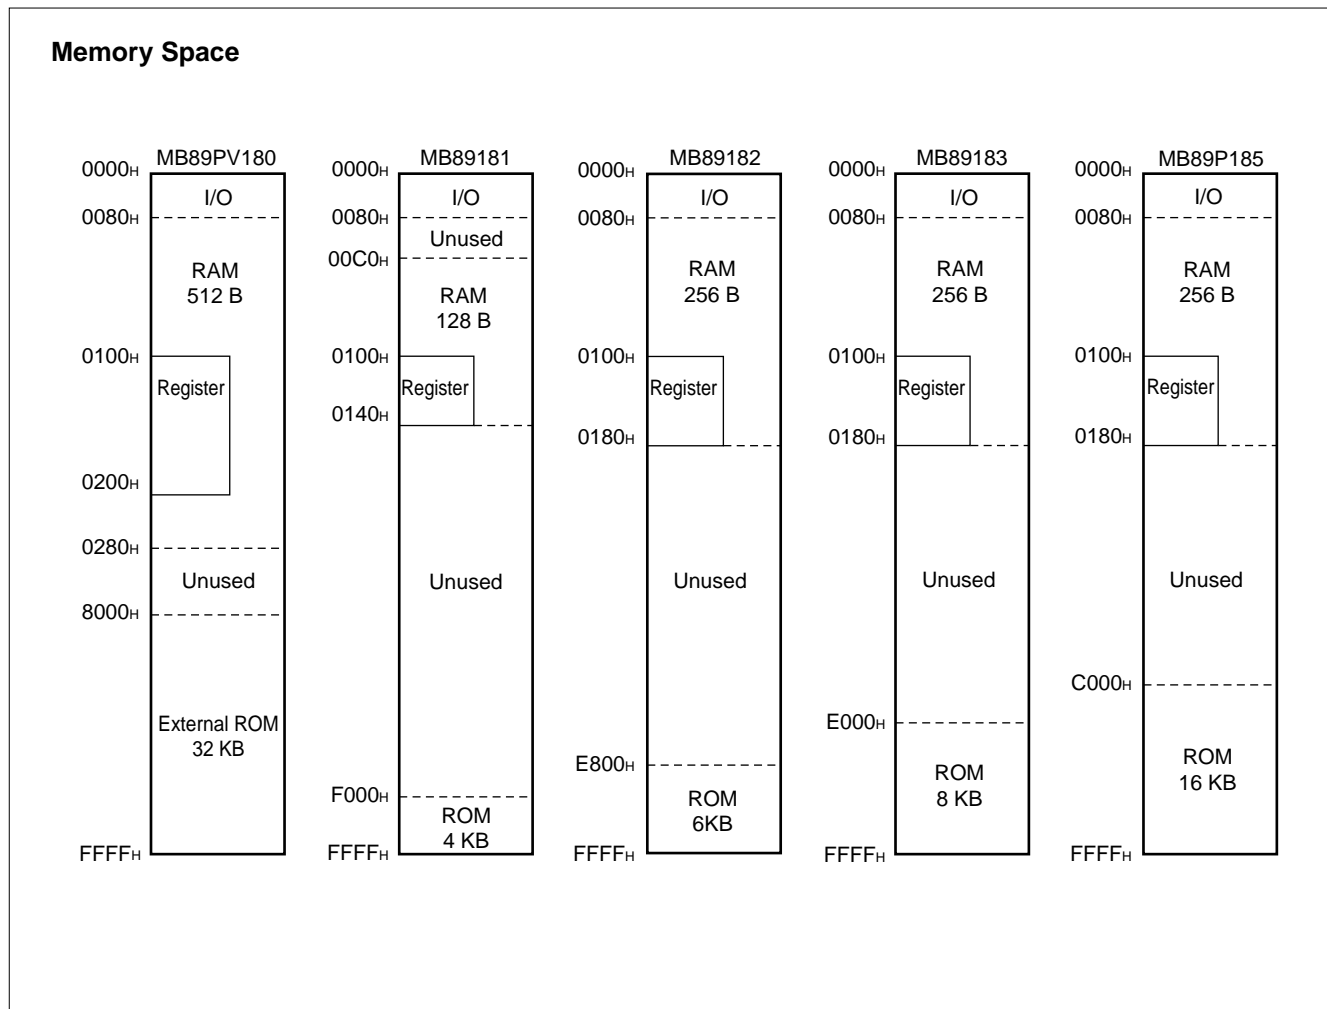 Memory Space
MB89PV180
0000H
I/O
0080H
RAM
512 B
0100H
Register
0200H
0280H
Unused
8000H
External ROM
32 KB
FFFFH
MB89181
0000H
I/O
0080H
Unused
00C0H
RAM
128 B
0100H
Register
0140H
Unused
F000H
ROM
4 KB
FFFFH
MB89182
0000H
I/O
0080H
RAM
256 B
0100H
Register
0180H
Unused
E800H
ROM
6KB
FFFFH
MB89183
0000H
I/O
0080H
RAM
256 B
0100H
Register
0180H
Unused
E000H
ROM
8 KB
FFFFH
MB89P185
0000H
I/O
0080H
RAM
256 B
0100H
Register
0180H
Unused
C000H
ROM
16 KB
FFFFH